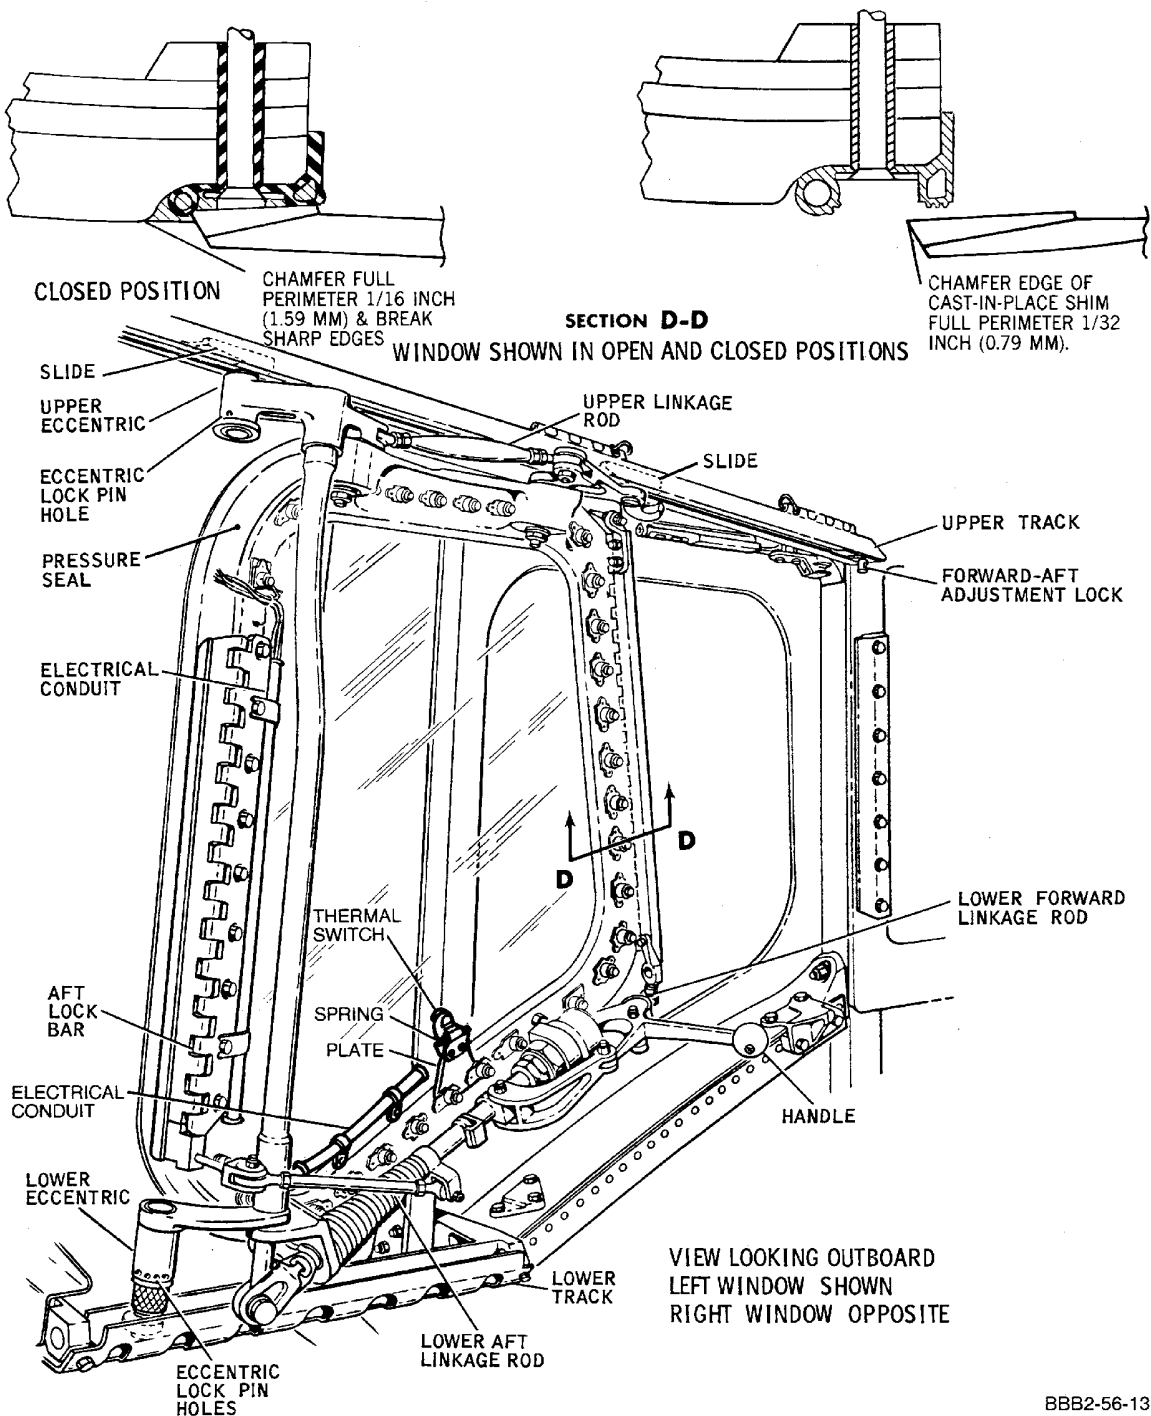 CLOSED POSITION
CHAMFER FULL
PERIMETER 1/16 INCH
(1.59 MM) & BREAK
SHARP EDGES
SECTION D-D
WINDOW SHOWN IN OPEN AND CLOSED POSITIONS
CHAMFER EDGE OF
CAST-IN-PLACE SHIM
FULL PERIMETER 1/32
INCH (0.79 MM).
SLIDE
UPPER
ECCENTRIC
ECCENTRIC
LOCK PIN
HOLE
PRESSURE
SEAL
ELECTRICAL
CONDUIT
UPPER LINKAGE
ROD
SLIDE
UPPER TRACK
FORWARD-AFT
ADJUSTMENT LOCK
D
D
LOWER FORWARD
LINKAGE ROD
THERMAL
SWITCH
SPRING
PLATE
AFT
LOCK
BAR
ELECTRICAL
CONDUIT
HANDLE
LOWER
ECCENTRIC
LOWER
TRACK
LOWER AFT
LINKAGE ROD
ECCENTRIC
LOCK PIN
HOLES
VIEW LOOKING OUTBOARD
LEFT WINDOW SHOWN
RIGHT WINDOW OPPOSITE
BBB2-56-13